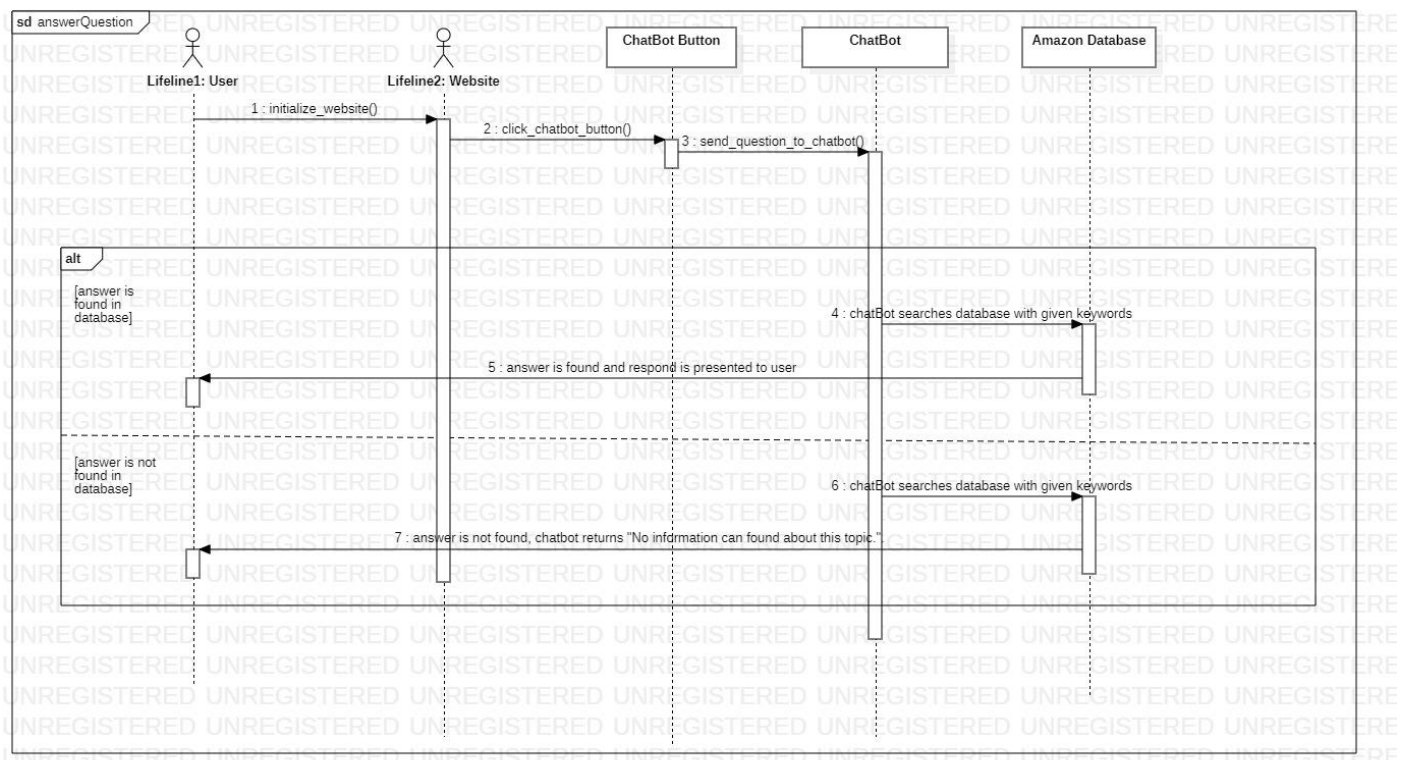 sd answerQuestion
ChatBot Button
ChatBot
Amazon Database
Lifeline1: User
Lifeline2: Website
1 : initialize_website()
2 : click_chatbot_button()
3 : send_question_to_chatbot()
alt
[answer is
found in
database]
4 : chatBot searches database with given keywords
5 : answer is found and respond is presented to user
[answer is not
found in
database]
6 : chatBot searches database with given keywords
7 : answer is not found, chatbot returns "No information can found about this topic.".
UNREGISTERED